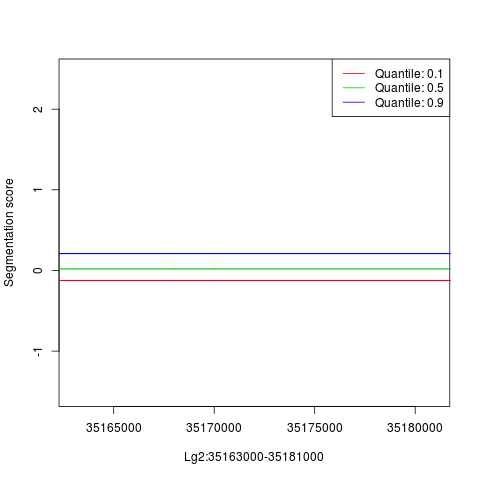 Quantile: 0.1
Quantile: 0.5
Quantile: 0.9
Segmentation score
2
1
0
-1
35165000 35170000 35175000 35180000
Lg2:35163000-35181000